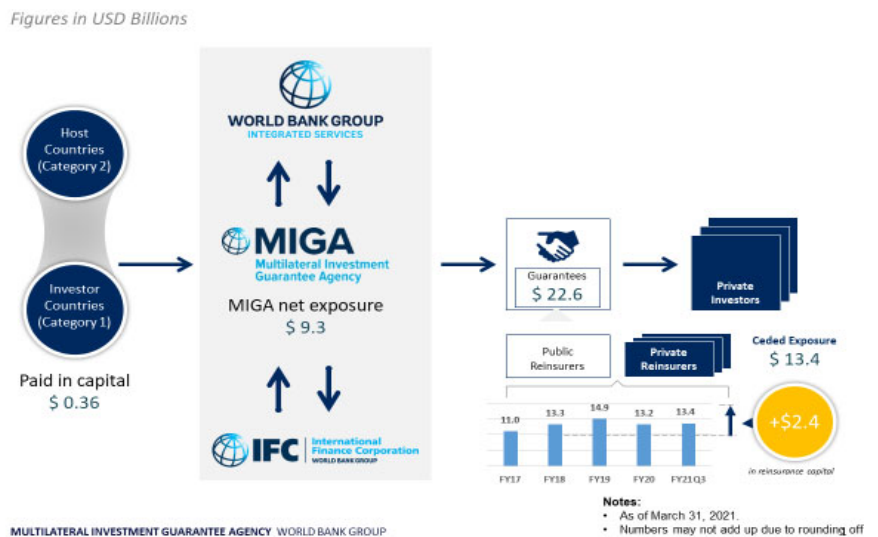 Figures in USD Billions
Host
Countries
(Category 2)
Investor
Countries
(Category 1)
Paid in capital
$ 0.36
WORLD BANK GROUP
INTEGRATED SERVICES
MIGA
Multilateral Investment
Guarantee Agency
MIGA net exposure
$ 9.3
IFC
International
Finance Corporation
WORLD BANK GROUP
Guarantees
$ 22.6
Private
Investors
Public
Reinsurers
Private
Reinsurers
Ceded Exposure
$ 13.4
11.0
13.3
14.9
13.2
13.4
+$2.4
in reinsurance capital
FY17
FY18
FY19
FY20
FY21Q3
Notes:
• As of March 31, 2021.
• Numbers may not add up due to rounding off
MULTILATERAL INVESTMENT GUARANTEE AGENCY WORLD BANK GROUP